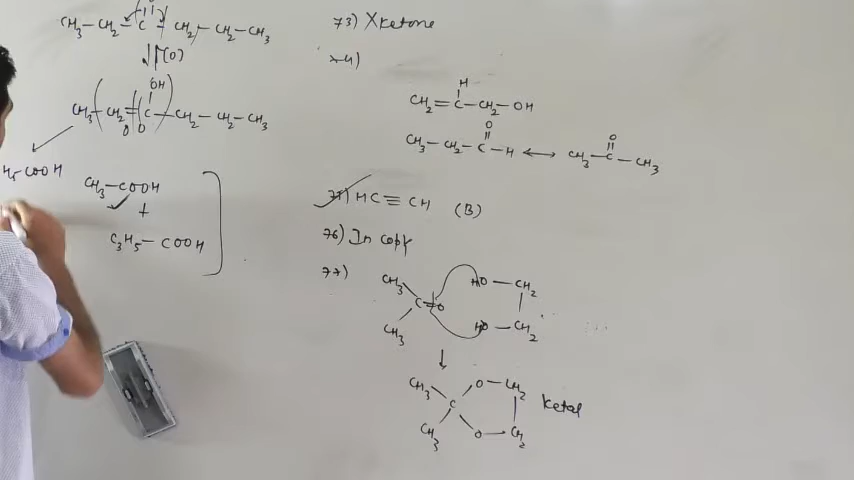 CH3–CH2–C–CH2–CH2–CH3
(O)
OH
CH3–CH2=C–CH2–CH2–CH3
COOH
CH3–COOH
+
C3H5–COOH
73) X ketone
74)
H
CH2=C–CH2–OH
O
CH3–CH2–C–H ↔ CH3–C–CH3
O
75) HC≡CH (B)
76) In copy
77)
CH3
C=O
CH3
HO–CH2
HO–CH2
↓
CH3
C
CH3
O–CH2
O–CH2
Ketal